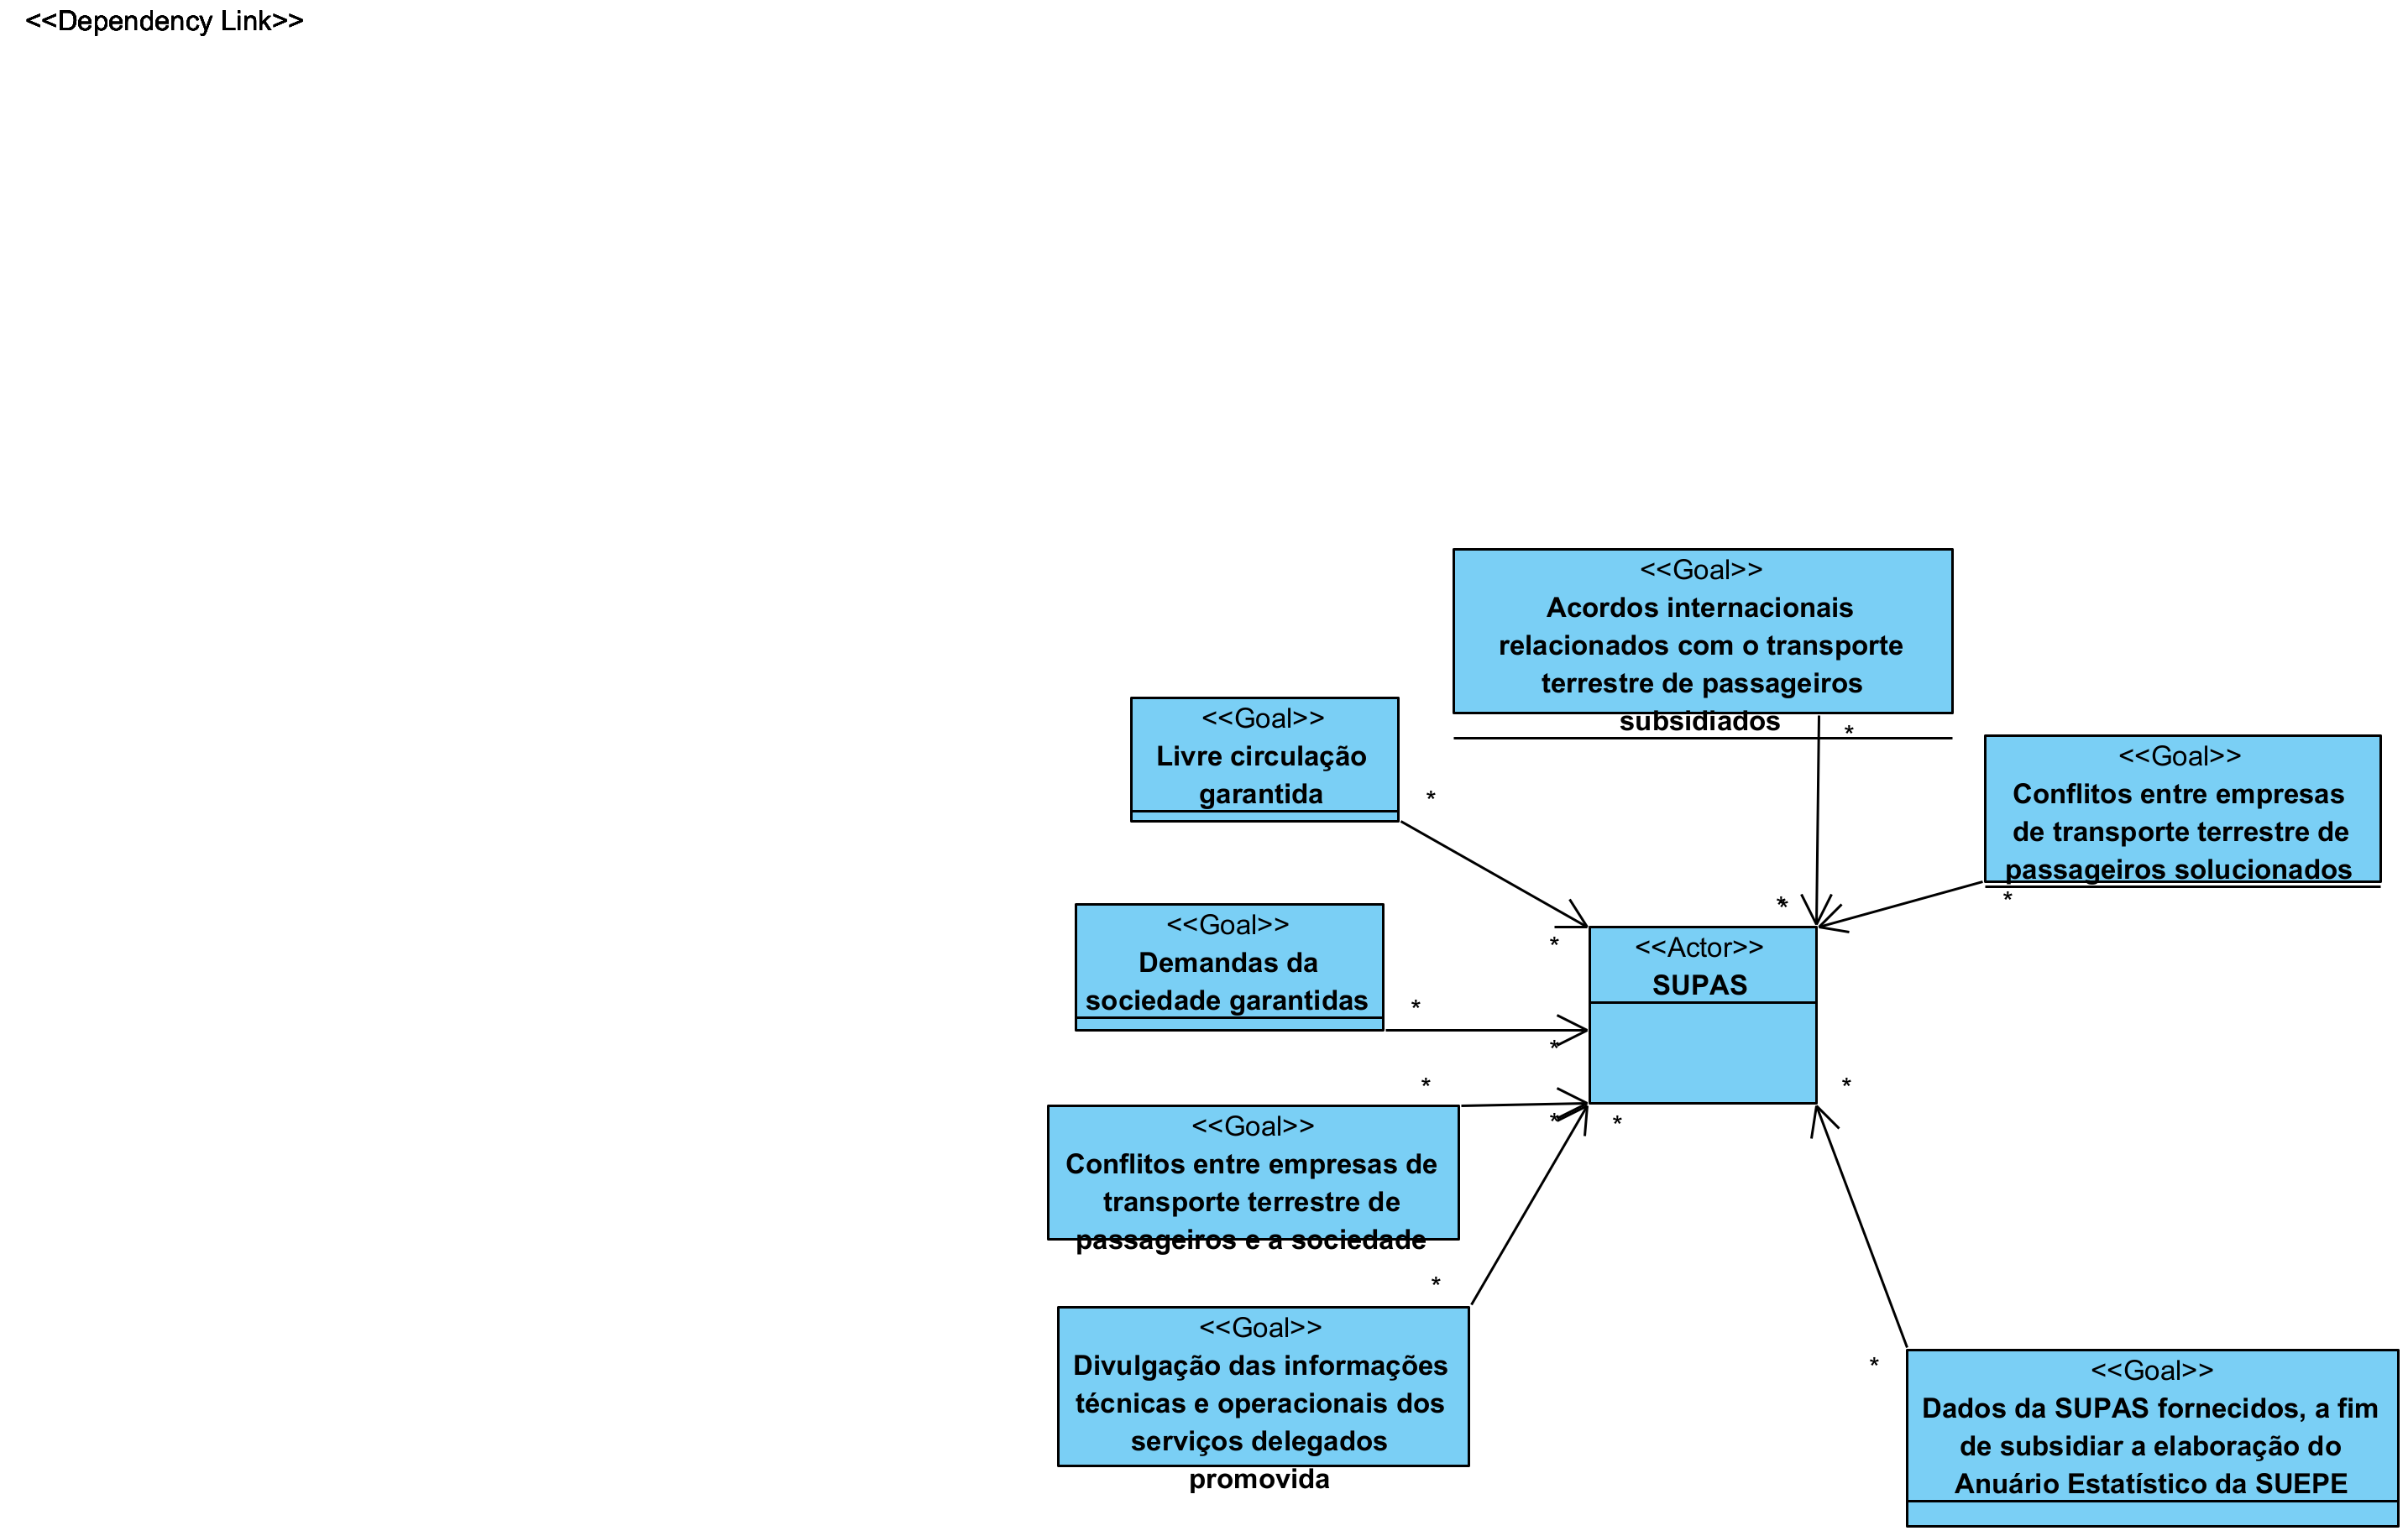 <<Dependency Link>>
<<Goal>>
Acordos internacionais
relacionados com o transporte
terrestre de passageiros
subsidiados
*
<<Goal>>
Livre circulação
garantida
*
*
<<Goal>>
Conflitos entre empresas
de transporte terrestre de
passageiros solucionados
*
*
*
<<Goal>>
Demandas da
sociedade garantidas
*
*
<<Actor>>
SUPAS
<<Goal>>
Conflitos entre empresas de
transporte terrestre de
passageiros e a sociedade
*
*
*
*
<<Goal>>
Divulgação das informações
técnicas e operacionais dos
serviços delegados
promovida
*
*
<<Goal>>
Dados da SUPAS fornecidos, a fim
de subsidiar a elaboração do
Anuário Estatístico da SUEPE